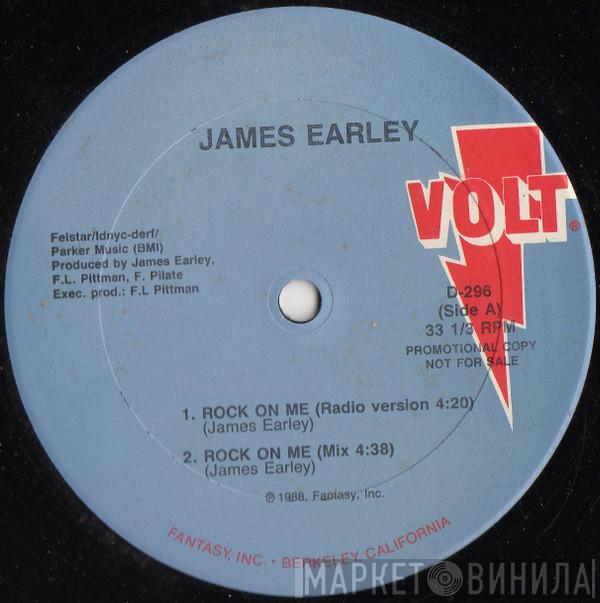 JAMES EARLEY
VOLT®
Felstar/Idnyc-derf/
Parker Music (BMI)
Produced by James Earley,
F.L. Pittman, F. Pilate
Exec. prod.: F.L Pittman
D-296
(Side A)
33 1/3 RPM
PROMOTIONAL COPY
NOT FOR SALE
1. ROCK ON ME (Radio version 4:20)
(James Earley)
2. ROCK ON ME (Mix 4:38)
(James Earley)
℗ 1988, Fantasy, Inc.
FANTASY, INC. • BERKELEY, CALIFORNIA
МАРКЕТ ВИНИЛА